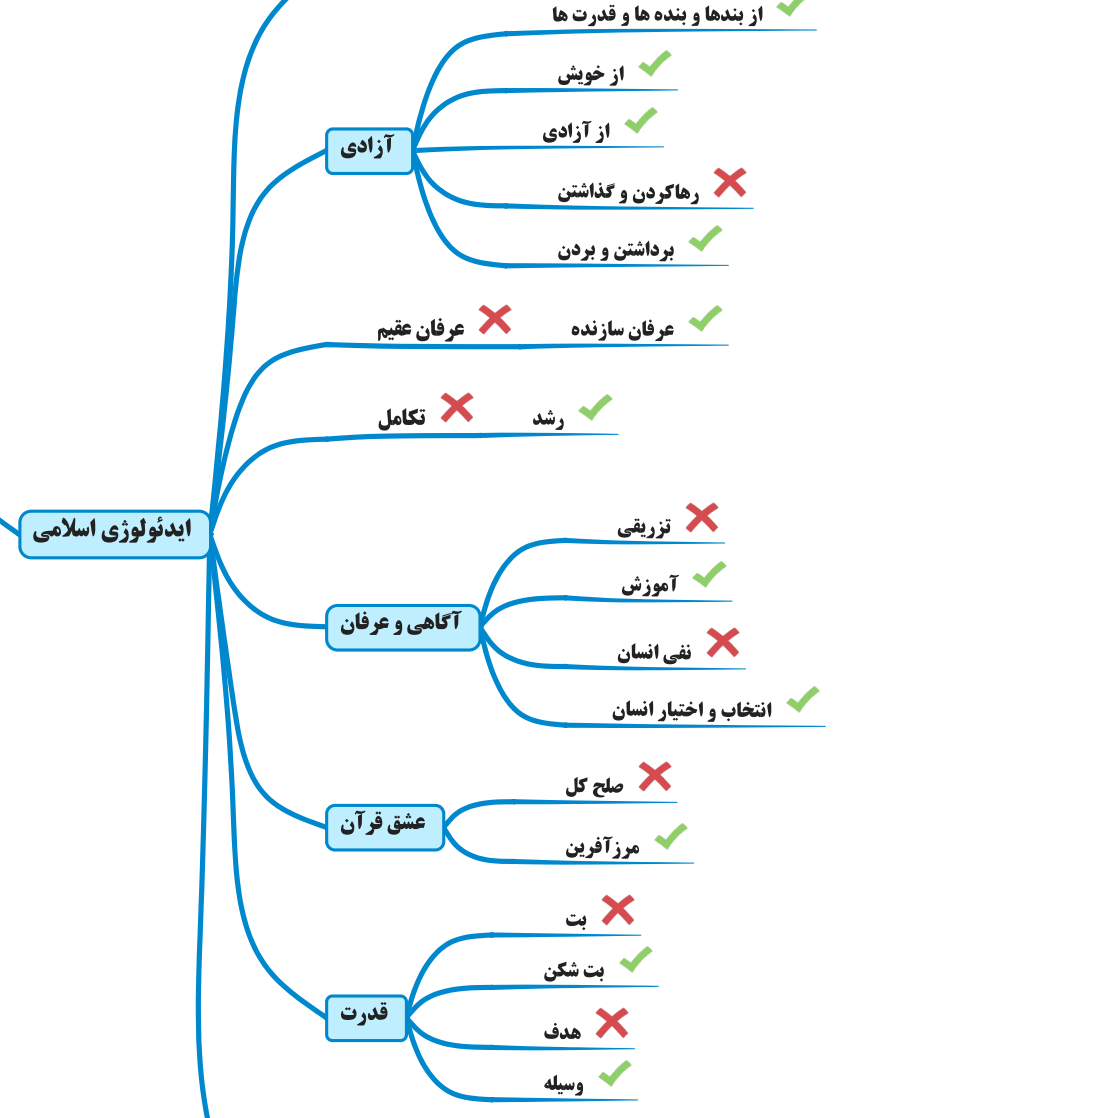 از بندها و بنده ها و قدرت ها
از خویش
از آزادی
آزادی
رهاکردن و گذاشتن
برداشتن و بردن
عرفان عقیم
عرفان سازنده
تکامل
رشد
ایدئولوژی اسلامی
تزریقی
آموزش
آگاهی و عرفان
نفی انسان
انتخاب و اختیار انسان
صلح کل
عشق قرآن
مرزآفرین
بت
بت شکن
قدرت
هدف
وسیله